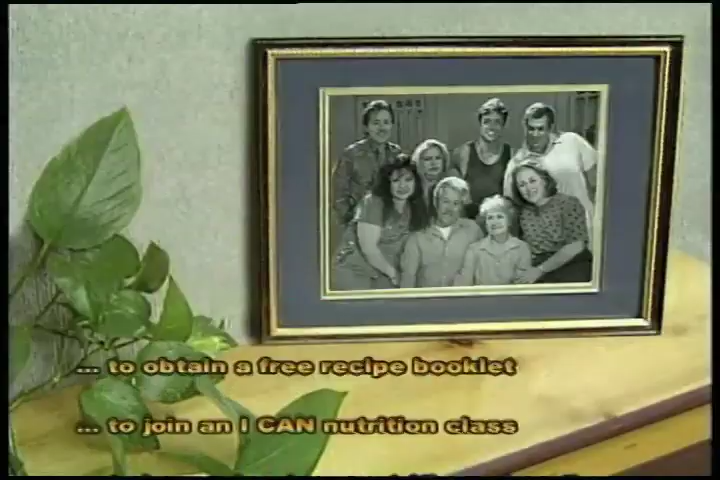 ... to obtain a free recipe booklet
... to join an I CAN nutrition class